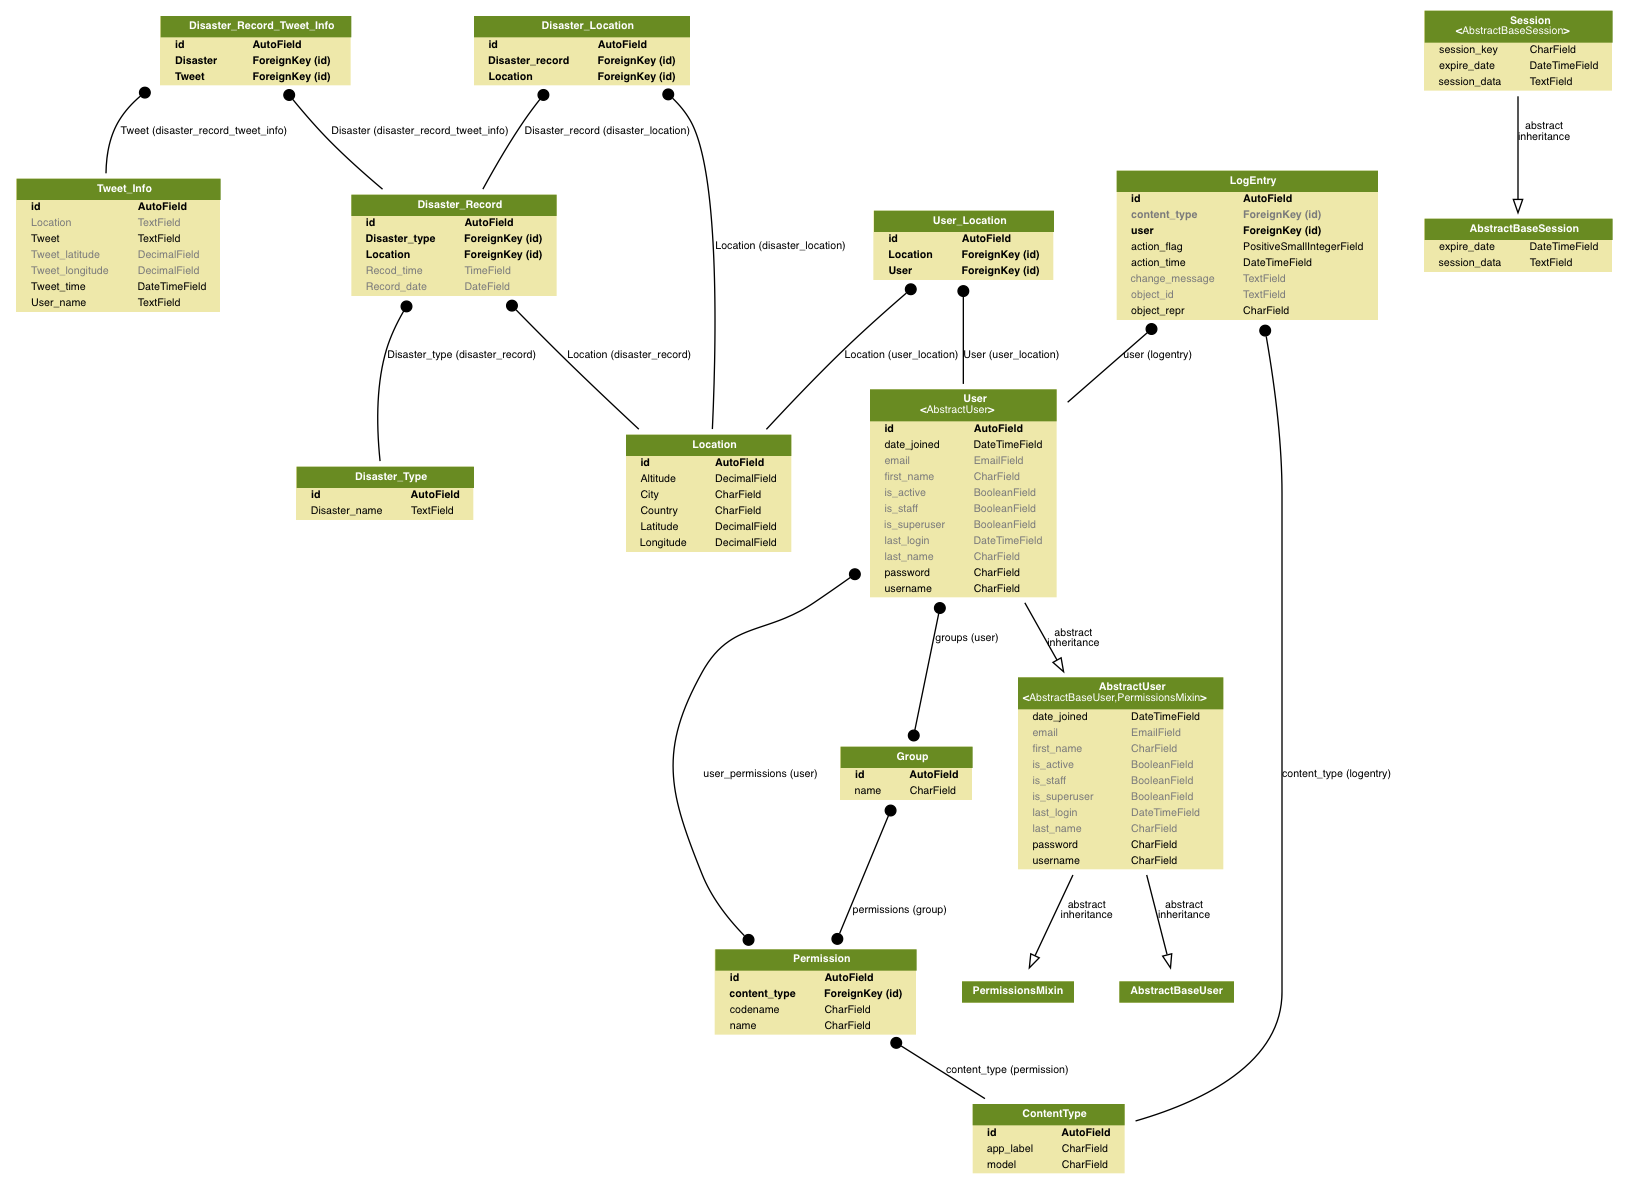 Disaster_Record_Tweet_Info
id AutoField
Disaster ForeignKey (id)
Tweet ForeignKey (id)
Disaster_Location
id AutoField
Disaster_record ForeignKey (id)
Location ForeignKey (id)
Session
<AbstractBaseSession>
session_key CharField
expire_date DateTimeField
session_data TextField
Tweet (disaster_record_tweet_info)
Disaster (disaster_record_tweet_info)
Disaster_record (disaster_location)
abstract
inheritance
Tweet_Info
id AutoField
Location TextField
Tweet TextField
Tweet_latitude DecimalField
Tweet_longitude DecimalField
Tweet_time DateTimeField
User_name TextField
Disaster_Record
id AutoField
Disaster_type ForeignKey (id)
Location ForeignKey (id)
Recod_time TimeField
Record_date DateField
Location (disaster_location)
User_Location
id AutoField
Location ForeignKey (id)
User ForeignKey (id)
LogEntry
id AutoField
content_type ForeignKey (id)
user ForeignKey (id)
action_flag PositiveSmallIntegerField
action_time DateTimeField
change_message TextField
object_id TextField
object_repr CharField
AbstractBaseSession
expire_date DateTimeField
session_data TextField
Disaster_type (disaster_record)
Location (disaster_record)
Location (user_location)
User (user_location)
user (logentry)
Disaster_Type
id AutoField
Disaster_name TextField
Location
id AutoField
Altitude DecimalField
City CharField
Country CharField
Latitude DecimalField
Longitude DecimalField
User
<AbstractUser>
id AutoField
date_joined DateTimeField
email EmailField
first_name CharField
is_active BooleanField
is_staff BooleanField
is_superuser BooleanField
last_login DateTimeField
last_name CharField
password CharField
username CharField
groups (user)
abstract
inheritance
AbstractUser
<AbstractBaseUser,PermissionsMixin>
date_joined DateTimeField
email EmailField
first_name CharField
is_active BooleanField
is_staff BooleanField
is_superuser BooleanField
last_login DateTimeField
last_name CharField
password CharField
username CharField
user_permissions (user)
Group
id AutoField
name CharField
content_type (logentry)
permissions (group)
abstract
inheritance
abstract
inheritance
Permission
id AutoField
content_type ForeignKey (id)
codename CharField
name CharField
PermissionsMixin
AbstractBaseUser
content_type (permission)
ContentType
id AutoField
app_label CharField
model CharField